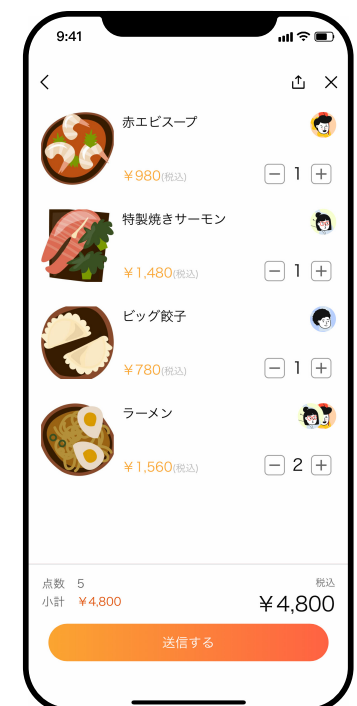 9:41
赤エビスープ
¥980(税込)
1
特製焼きサーモン
¥1,480(税込)
1
ビッグ餃子
¥780(税込)
1
ラーメン
¥1,560(税込)
2
点数 5
税込
小計 ¥4,800
¥4,800
送信する